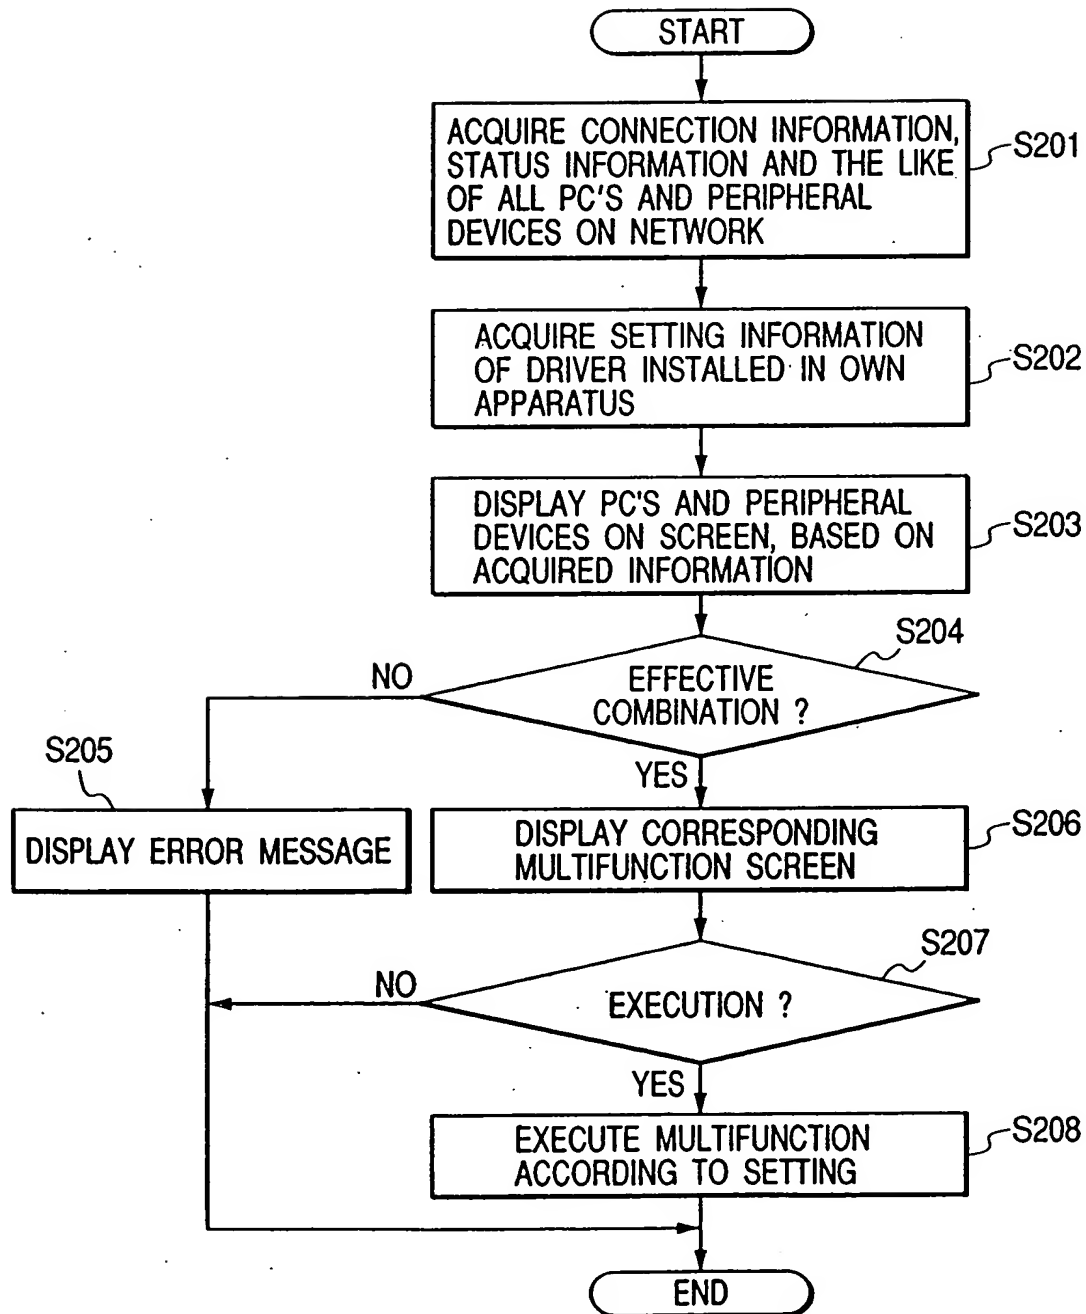 START
ACQUIRE CONNECTION INFORMATION,
STATUS INFORMATION AND THE LIKE
OF ALL PC'S AND PERIPHERAL
DEVICES ON NETWORK
S201
ACQUIRE SETTING INFORMATION
OF DRIVER INSTALLED IN OWN
APPARATUS
S202
DISPLAY PC'S AND PERIPHERAL
DEVICES ON SCREEN, BASED ON
ACQUIRED INFORMATION
S203
S204
NO
EFFECTIVE
COMBINATION ?
YES
S205
DISPLAY ERROR MESSAGE
DISPLAY CORRESPONDING
MULTIFUNCTION SCREEN
S206
S207
NO
EXECUTION ?
YES
EXECUTE MULTIFUNCTION
ACCORDING TO SETTING
S208
END